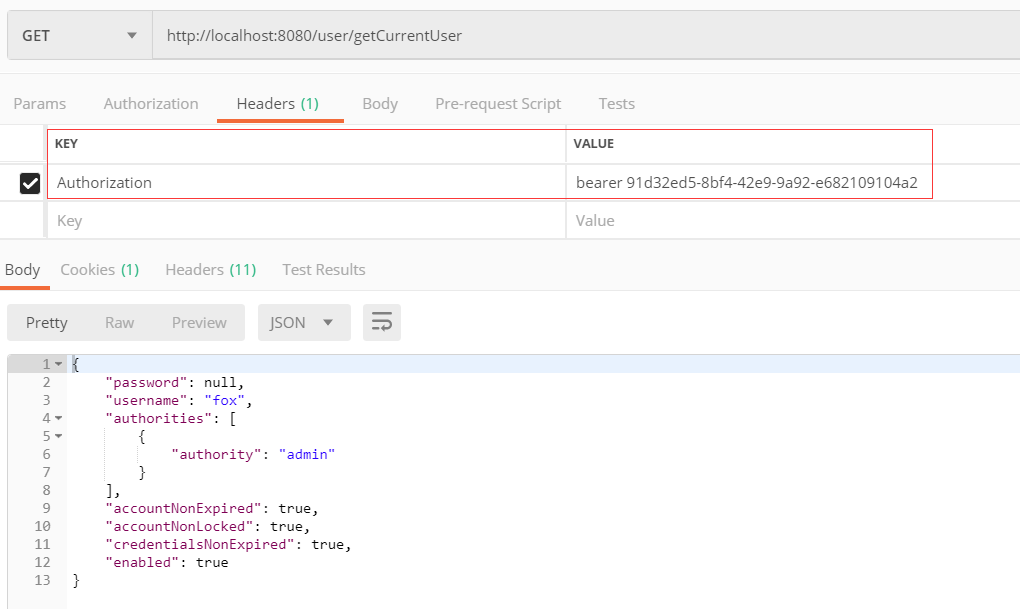 GET http://localhost:8080/user/getCurrentUser
Params Authorization Headers (1) Body Pre-request Script Tests
KEY VALUE
Authorization bearer 91d32ed5-8bf4-42e9-9a92-e682109104a2
Key Value
Body Cookies (1) Headers (11) Test Results
Pretty Raw Preview JSON
1 {
2 "password": null,
3 "username": "fox",
4 "authorities": [
5 {
6 "authority": "admin"
7 }
8 ],
9 "accountNonExpired": true,
10 "accountNonLocked": true,
11 "credentialsNonExpired": true,
12 "enabled": true
13 }